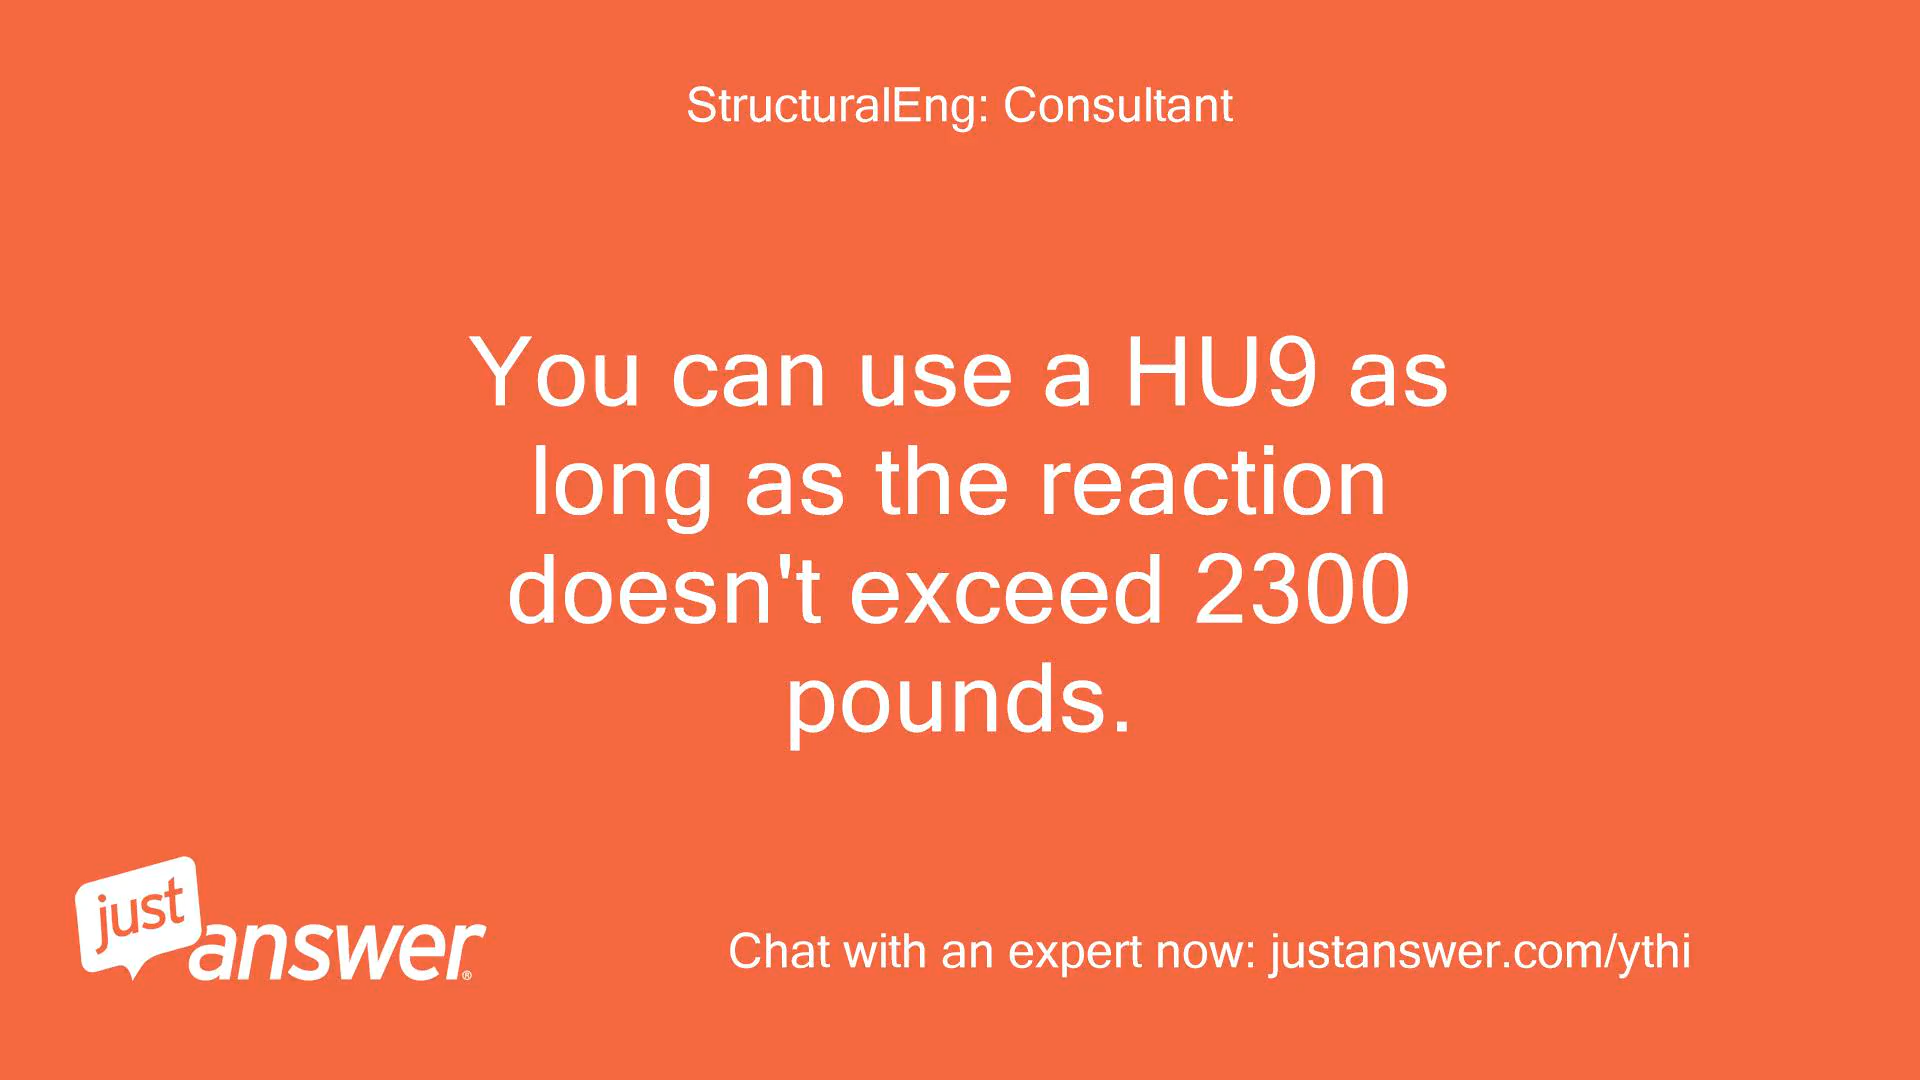 StructuralEng: Consultant
You can use a HU9 as
long as the reaction
doesn't exceed 2300
pounds.
just
answer®
Chat with an expert now: justanswer.com/ythi